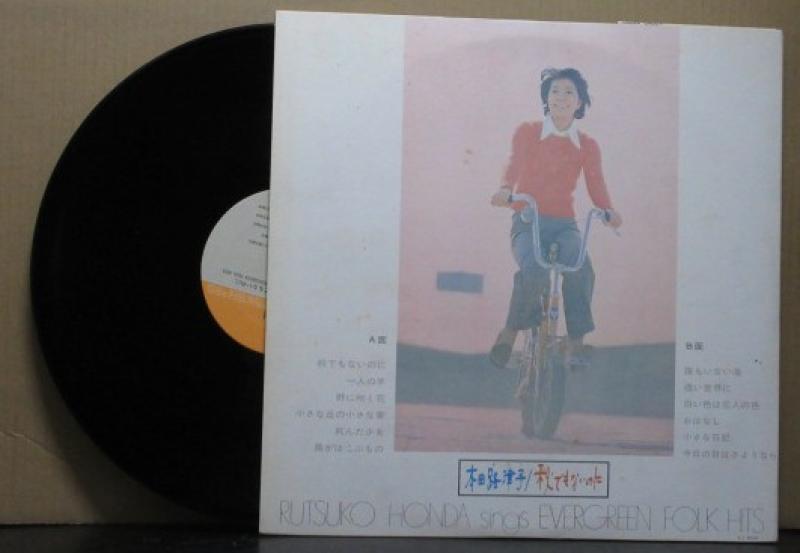 A面
秋でもないのに
一人の手
野に咲く花
小さな丘の小さな家
死んだ少女
風がはこぶもの
B面
誰もいない海
遠い世界に
白い色は恋人の色
おはなし
小さな日記
今日の日はさようなら
本田路津子/秋でもないのに
RUTSUKO HONDA sings EVERGREEN FOLK HITS